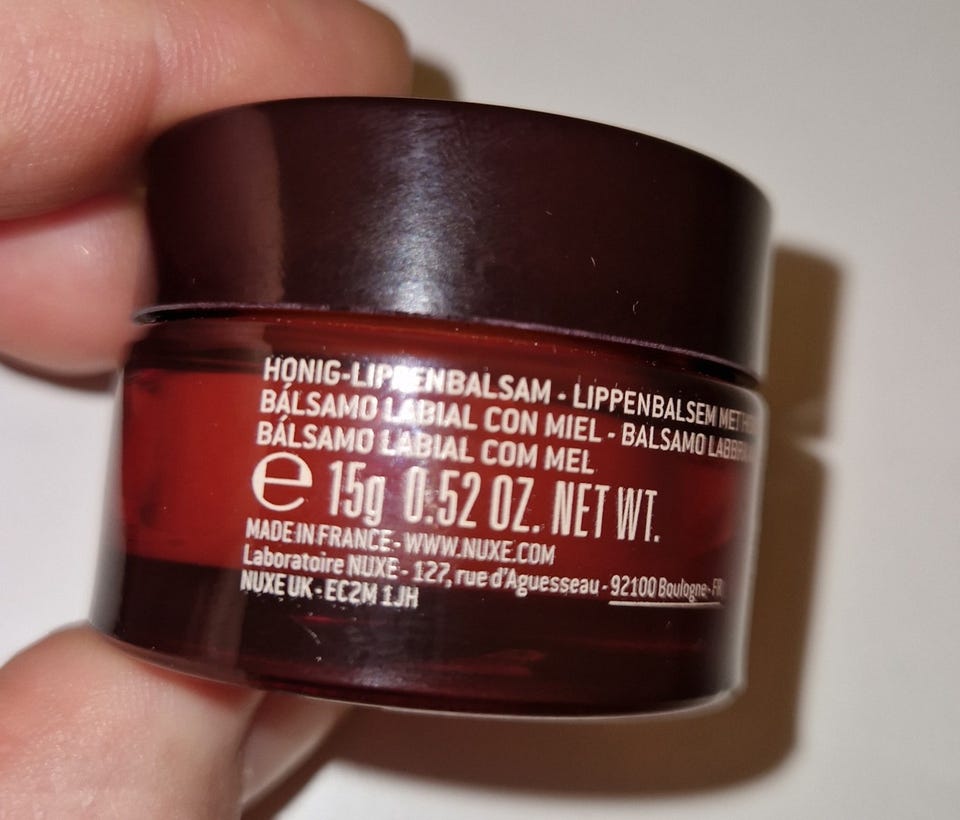 HONIG-LIPPENBALSAM - LIPPENBALSEM MET
BÁLSAMO LABIAL CON MIEL - BALSAMO
BÁLSAMO LABIAL COM MEL
e 15g 0.52 OZ. NET WT.
MADE IN FRANCE - WWW.NUXE.COM
Laboratoire NUXE - 127, rue d'Aguesseau - 92100 Boulogne - FR
NUXE UK - EC2M 1JH